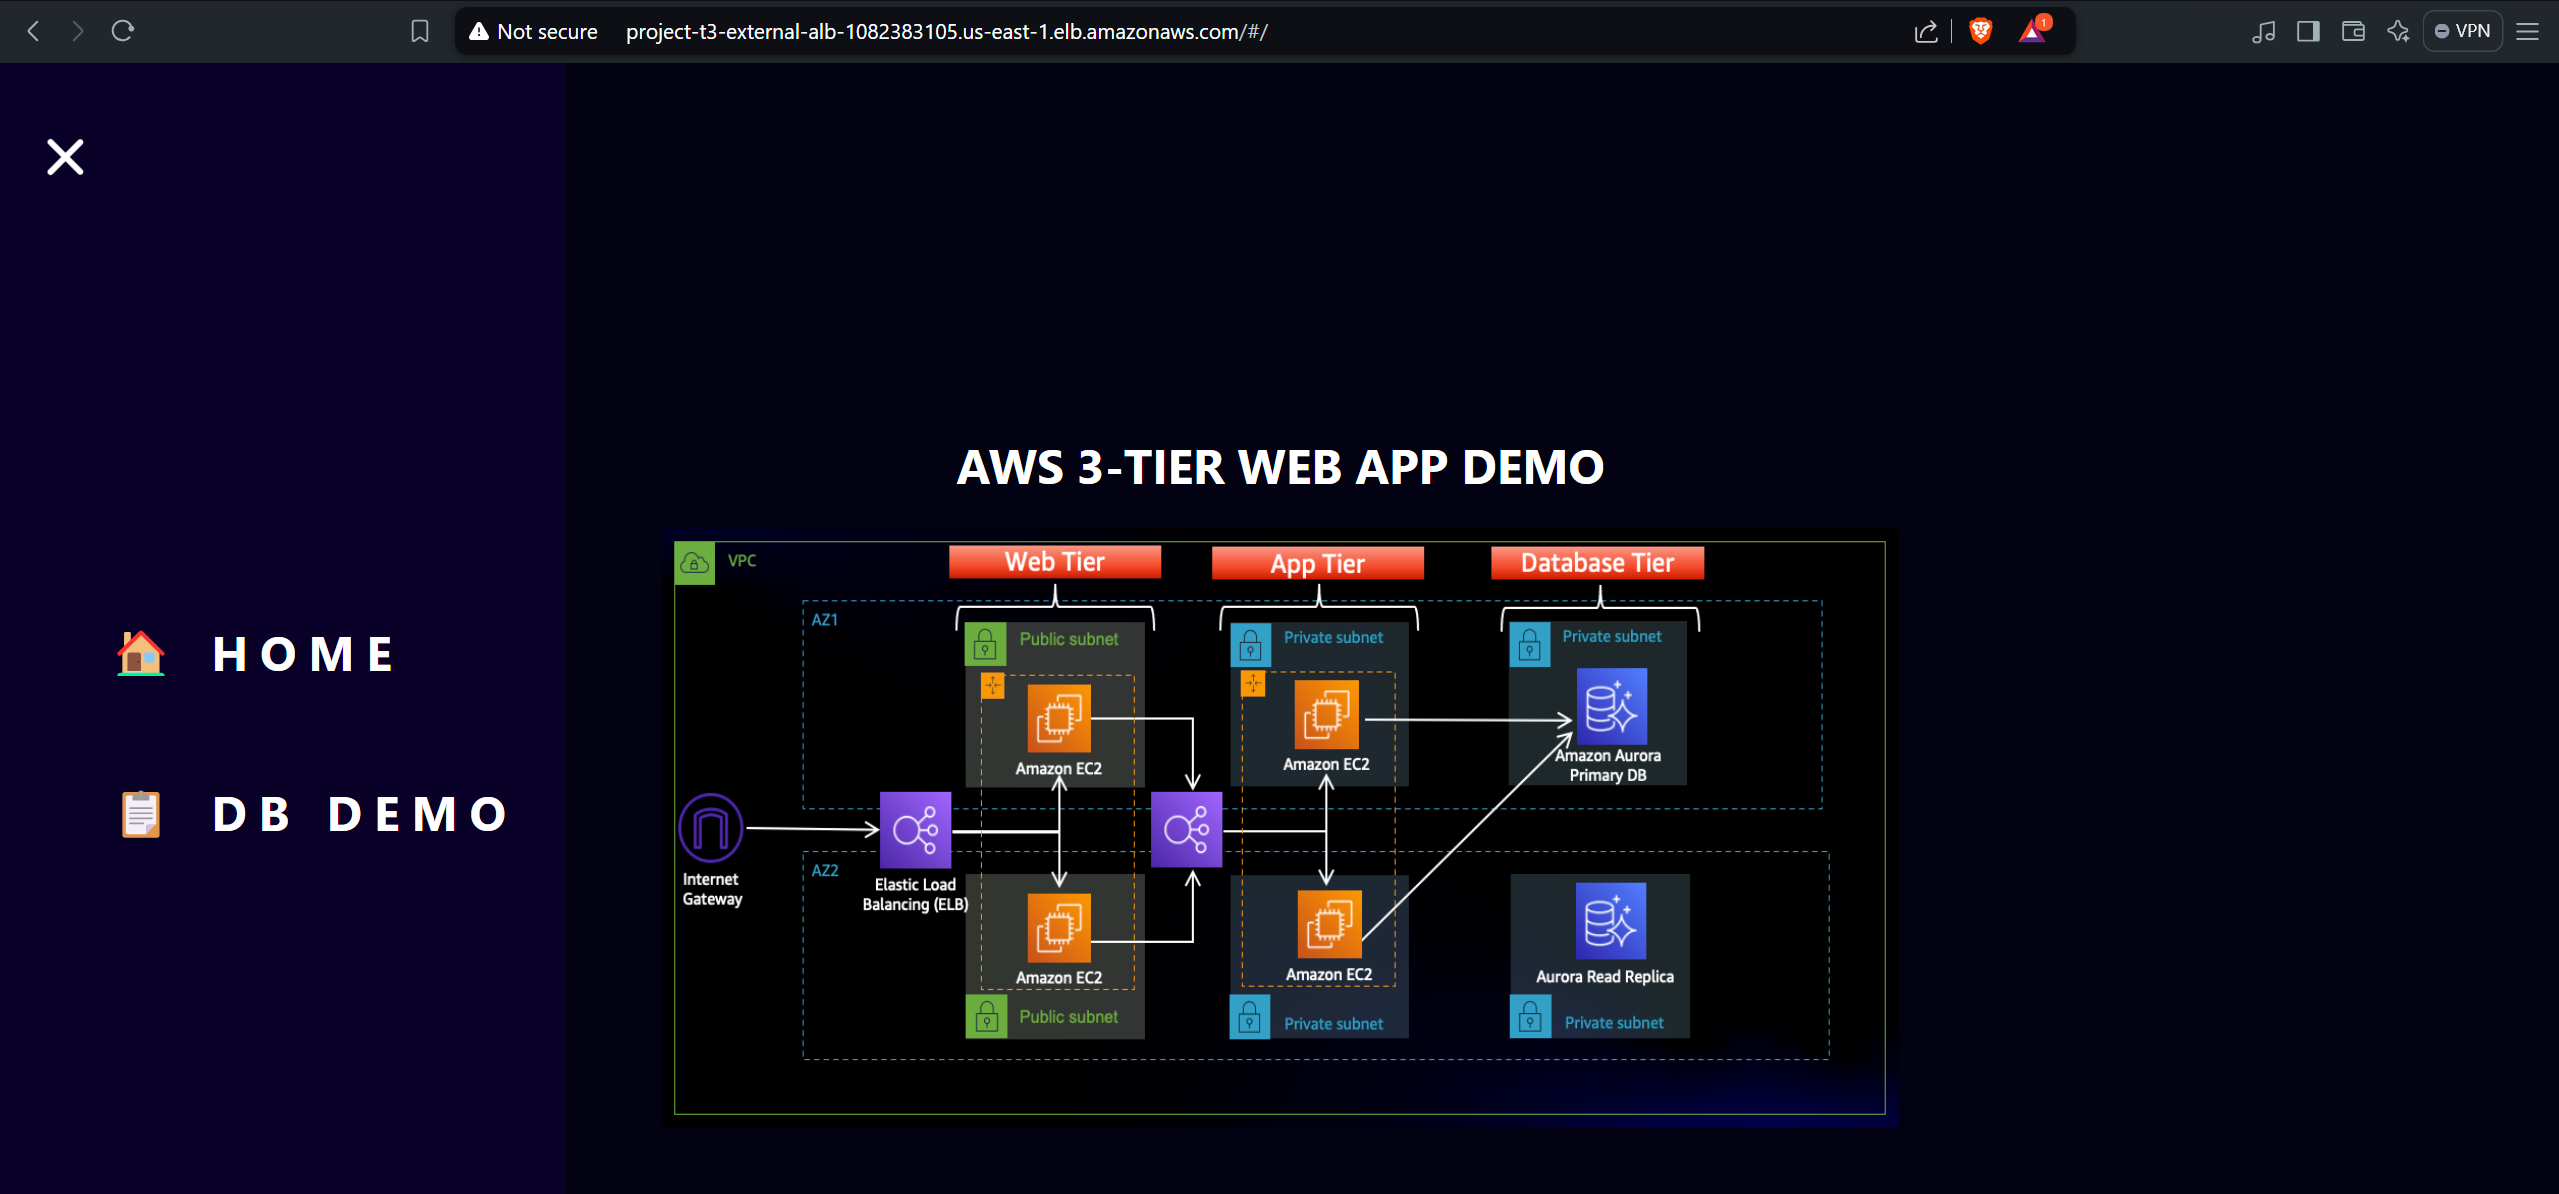 Not secure
project-t3-external-alb-1082383105.us-east-1.elb.amazonaws.com/#/
1
VPN
HOME
DB DEMO
AWS 3-TIER WEB APP DEMO
VPC
Web Tier
App Tier
Database Tier
AZ1
Public subnet
Private subnet
Private subnet
Amazon EC2
Amazon EC2
Amazon Aurora
Primary DB
Internet
Gateway
Elastic Load
Balancing (ELB)
AZ2
Amazon EC2
Amazon EC2
Aurora Read Replica
Public subnet
Private subnet
Private subnet